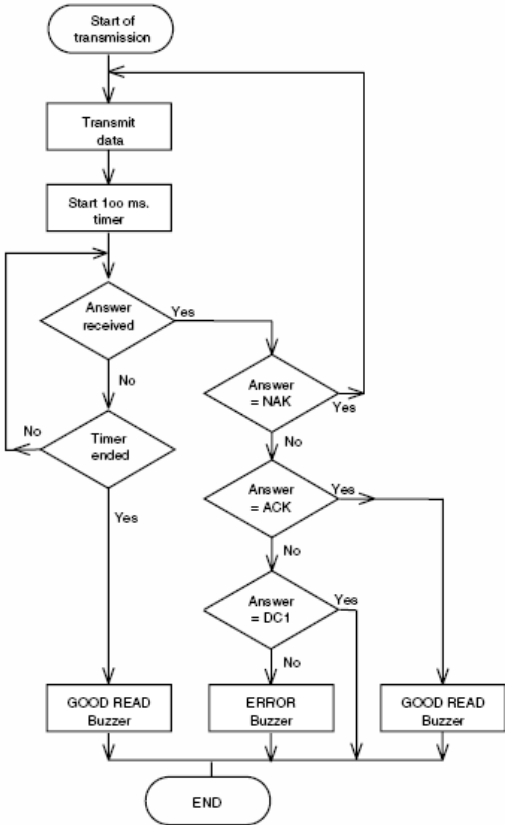 Start of
transmission
Transmit
data
Start 1oo ms.
timer
Answer
received
Yes
No
Answer
= NAK
Yes
No
Timer
ended
No
Yes
Answer
= ACK
Yes
No
Answer
= DC1
Yes
No
GOOD READ
Buzzer
ERROR
Buzzer
GOOD READ
Buzzer
END